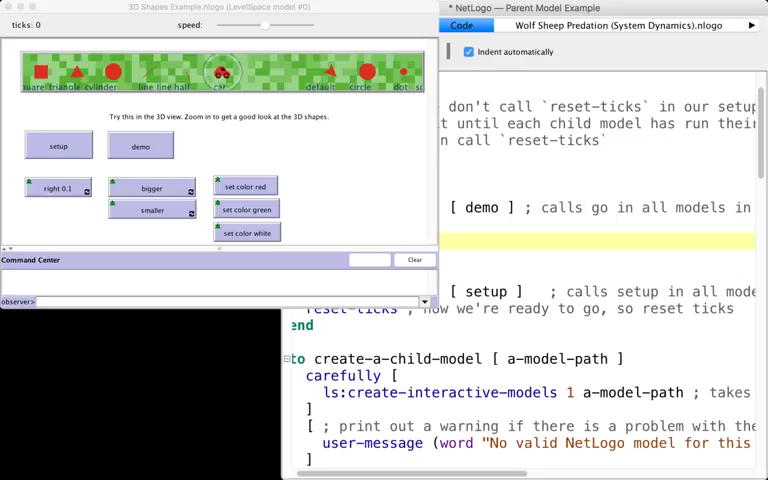 3D Shapes Example.nlogo (LevelSpace model #0)
ticks: 0
speed:
line line half
car
default
circle
dot
Try this in the 3D view. Zoom in to get a good look at the 3D shapes.
setup
demo
right 0.1
bigger
smaller
set color red
set color green
set color white
Command Center
Clear
observer>
* NetLogo — Parent Model Example
Code
Wolf Sheep Predation (System Dynamics).nlogo
Indent automatically
don't call `reset-ticks` in our setup
t until each child model has run their
n call `reset-ticks`
[ demo ] ; calls go in all models in
[ setup ] ; calls setup in all mode
reset-ticks ; now we're ready to go, so reset ticks
end
to create-a-child-model [ a-model-path ]
carefully [
ls:create-interactive-models 1 a-model-path ; takes
]
[ ; print out a warning if there is a problem with the
user-message (word "No valid NetLogo model for this
]